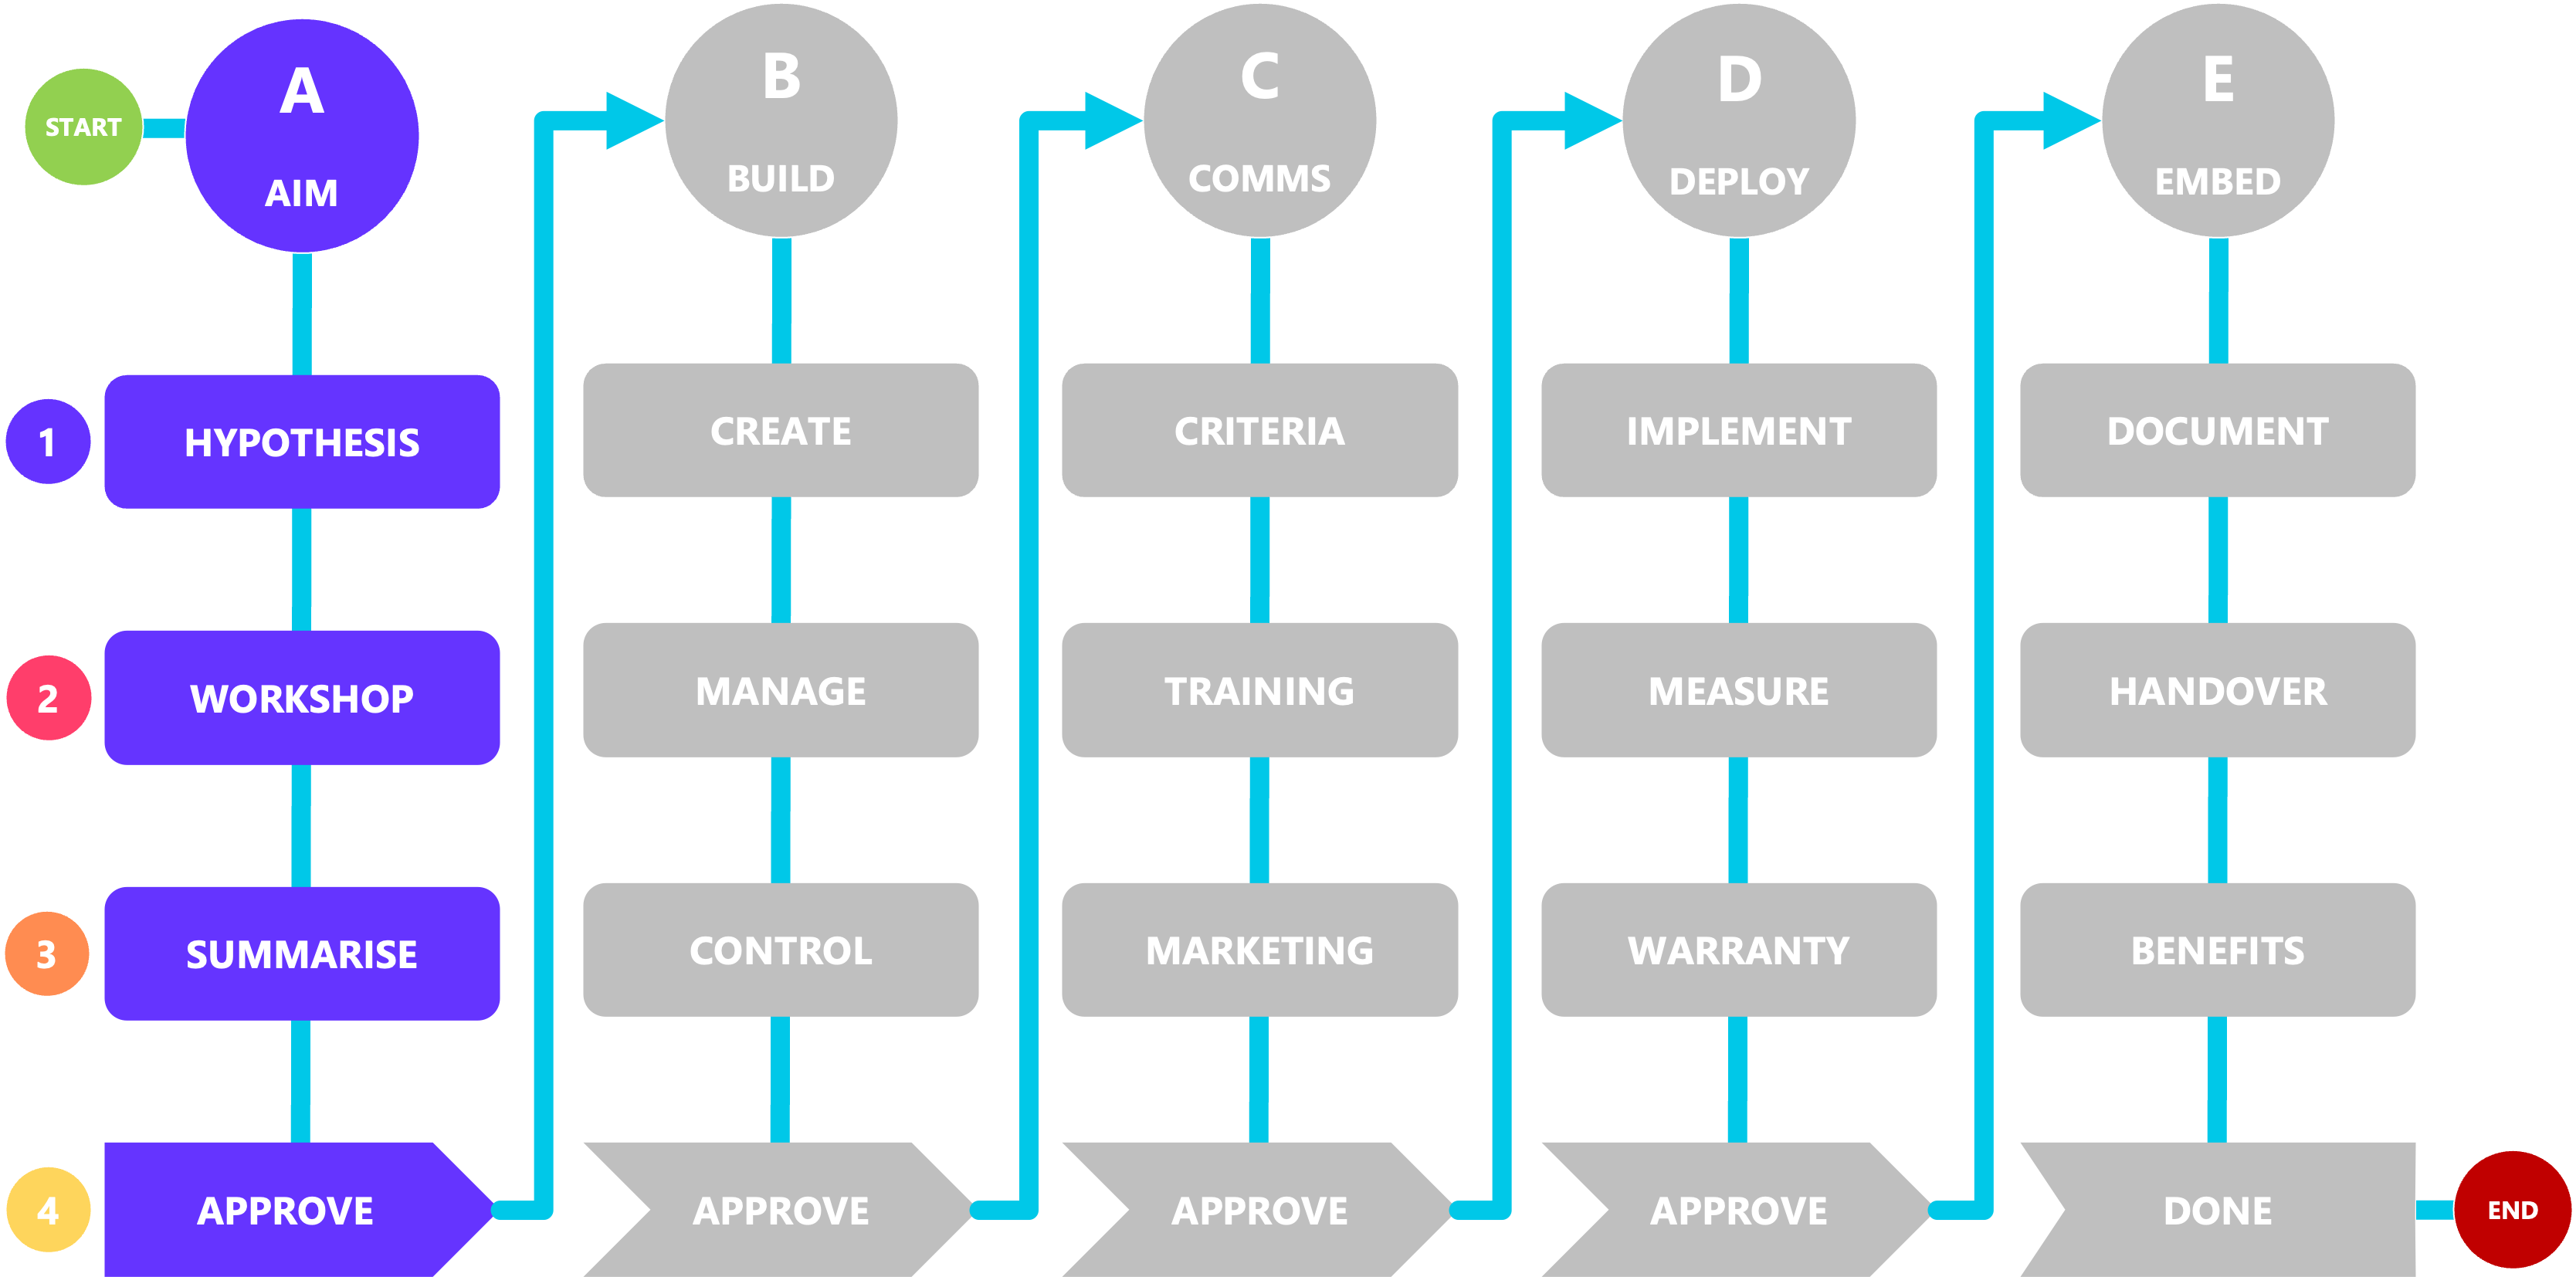 START
A
AIM
B
BUILD
C
COMMS
D
DEPLOY
E
EMBED
1
HYPOTHESIS
CREATE
CRITERIA
IMPLEMENT
DOCUMENT
2
WORKSHOP
MANAGE
TRAINING
MEASURE
HANDOVER
3
SUMMARISE
CONTROL
MARKETING
WARRANTY
BENEFITS
4
APPROVE
APPROVE
APPROVE
APPROVE
DONE
END